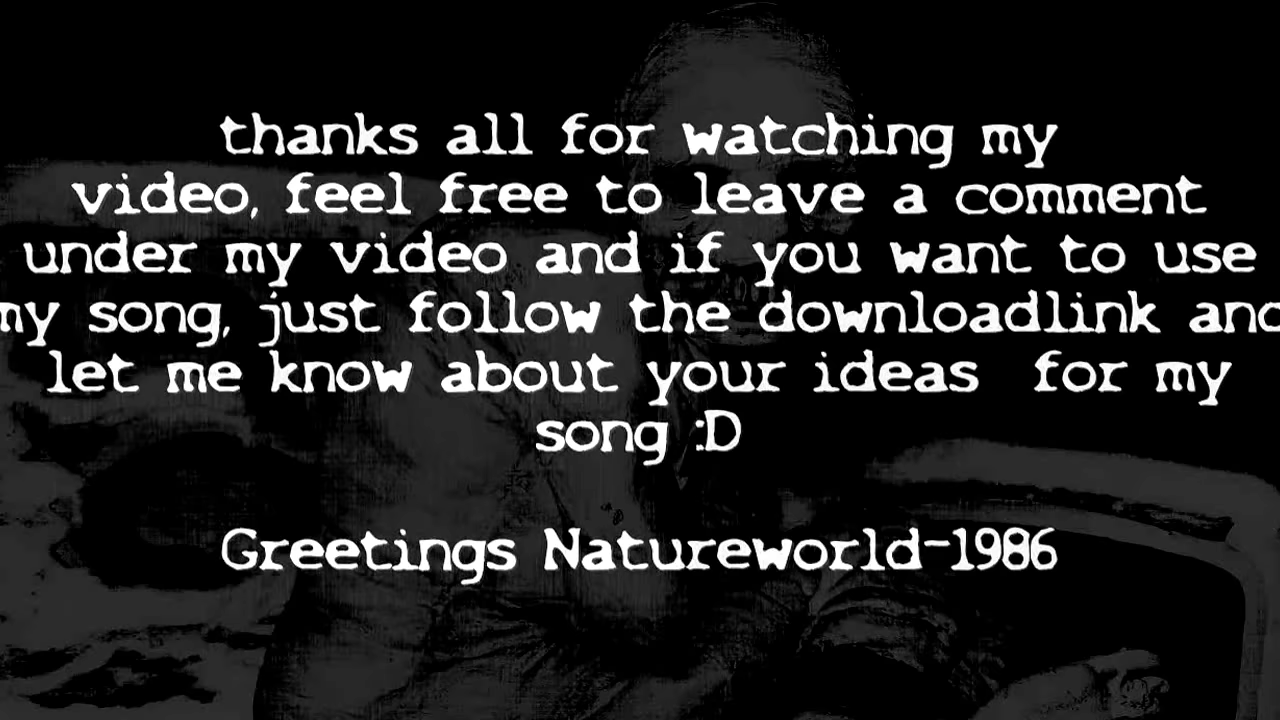 thanks all for watching my
video, feel free to leave a comment
under my video and if you want to use
my song, just follow the downloadlink and
let me know about your ideas  for my
song :D
Greetings Natureworld-1986